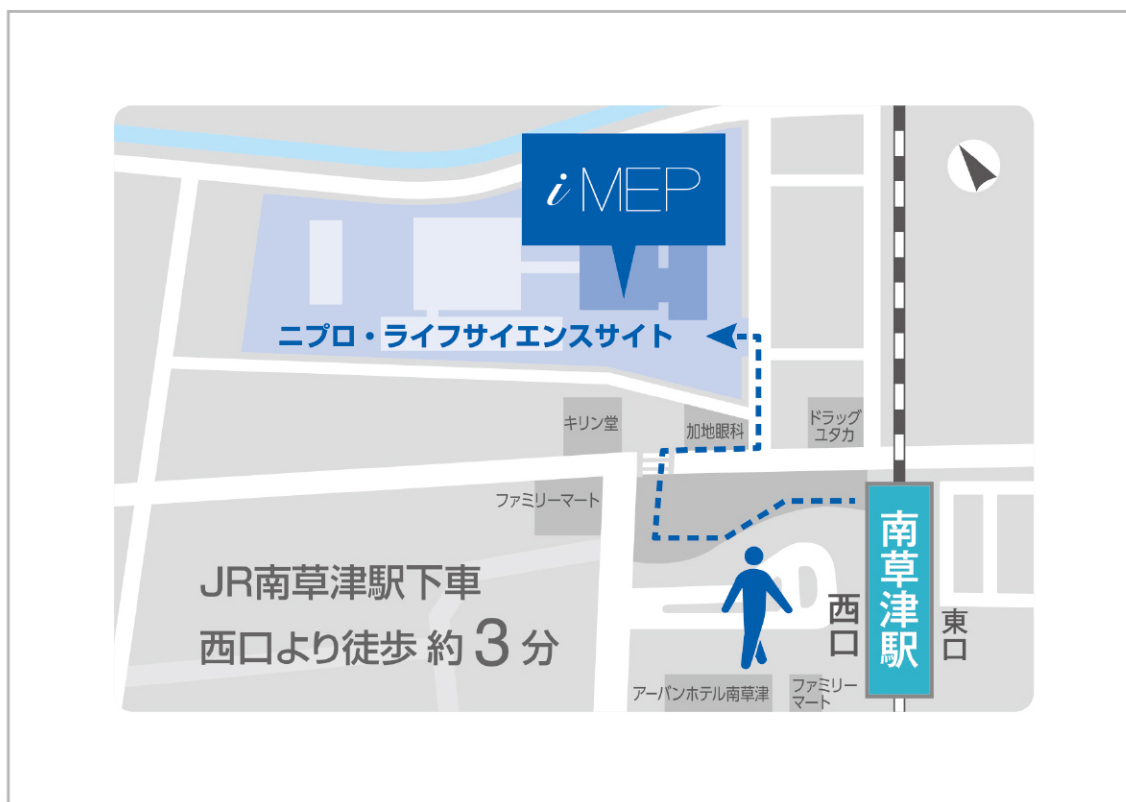 i MEP
ニプロ・ライフサイエンスサイト
キリン堂
加地眼科
ドラッグ
ユタカ
ファミリーマート
南草津駅
西口
東口
JR南草津駅下車
西口より徒歩 約 3 分
アーバンホテル南草津
ファミリー
マート